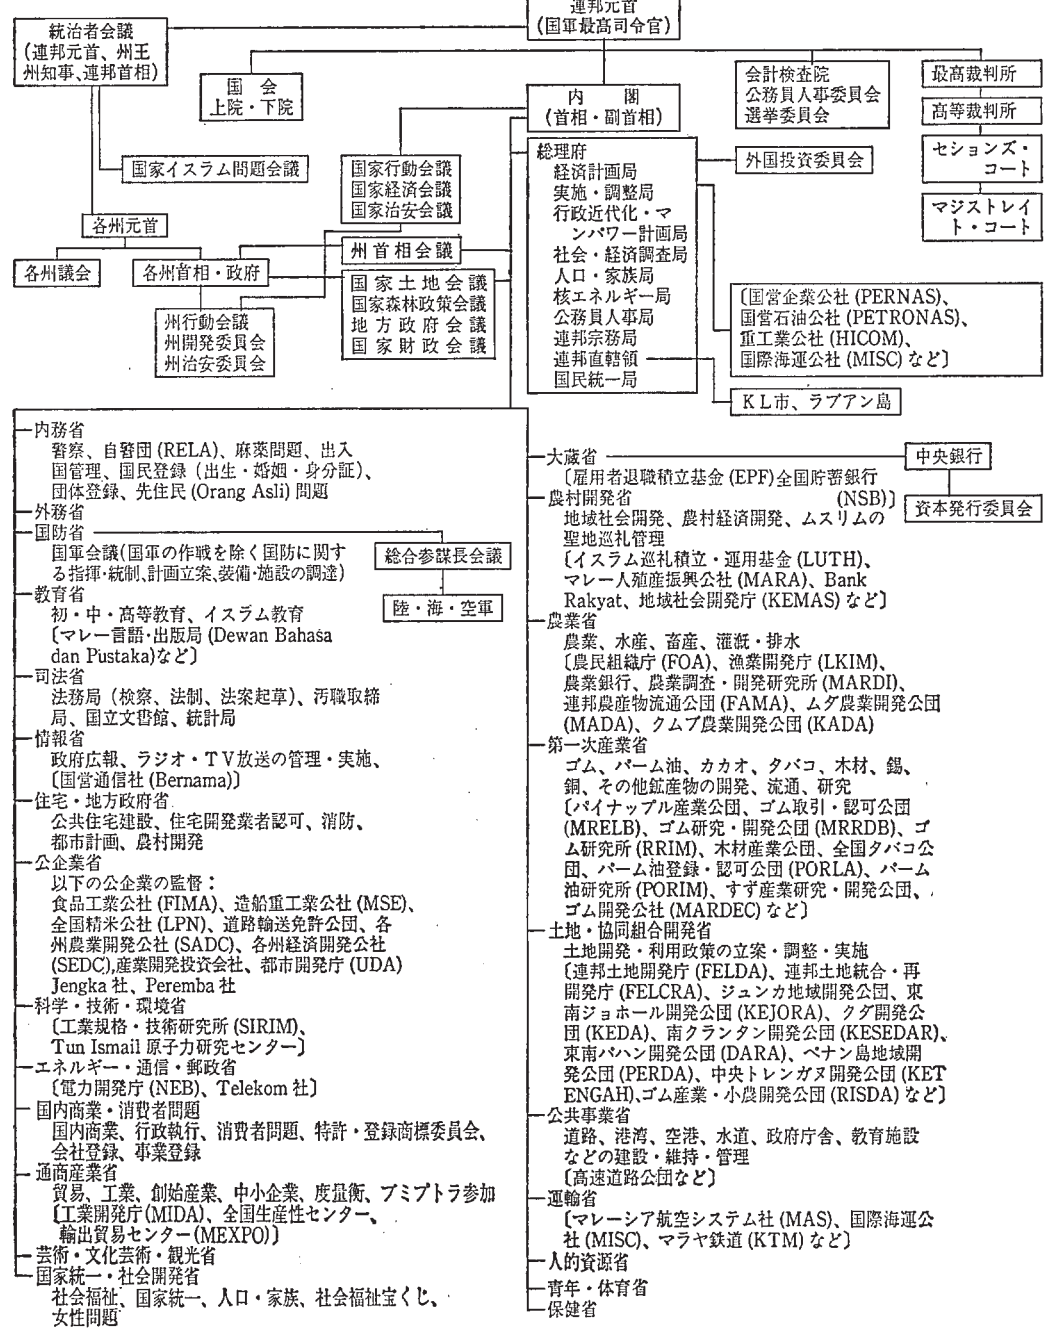 連邦元首
(国軍最高司令官)
統治者会議
(連邦元首、州王
州知事、連邦首相)
国 会
上院・下院
内 閣
(首相・副首相)
会計検査院
公務員人事委員会
選挙委員会
最高裁判所
高等裁判所
セションズ・
コート
マジストレイ
ト・コート
国家イスラム問題会議
国家行動会議
国家経済会議
国家治安会議
総理府
経済計画局
実施・調整局
行政近代化・マ
ンパワー計画局
社会・経済調査局
人口・家族局
核エネルギー局
公務員人事局
連邦宗務局
連邦直轄領
国民統一局
外国投資委員会
各州元首
各州議会
各州首相・政府
州首相会議
国家土地会議
国家森林政策会議
地方政府会議
国家財政会議
州行動会議
州開発委員会
州治安委員会
〔国営企業公社(PERNAS)、
国営石油公社(PETRONAS)、
重工業公社(HICOM)、
国際海運公社(MISC)など〕
KL市、ラブアン島
内務省
警察、自警団(RELA)、麻薬問題、出入
国管理、国民登録(出生・婚姻・身分証)、
団体登録、先住民(Orang Asli)問題
外務省
国防省
国軍会議(国軍の作戦を除く国防に関す
る指揮・統制、計画立案、装備・施設の調達)
総合参謀長会議
陸・海・空軍
教育省
初・中・高等教育、イスラム教育
〔マレー言語・出版局(Dewan Bahasa
dan Pustaka)など〕
司法省
法務局(検察、法制、法案起草)、汚職取締
局、国立文書館、統計局
情報省
政府広報、ラジオ・TV放送の管理・実施、
〔国営通信社(Bernama)〕
住宅・地方政府省
公共住宅建設、住宅開発業者認可、消防、
都市計画、農村開発
公企業省
以下の公企業の監督：
食品工業公社(FIMA)、造船重工業公社(MSE)、
全国精米公社(LPN)、道路輸送免許公団、各
州農業開発公社(SADC)、各州経済開発公社
(SEDC),産業開発投資会社、都市開発庁(UDA)
Jengka 社、Peremba 社
科学・技術・環境省
〔工業規格・技術研究所(SIRIM)、
Tun Ismail 原子力研究センター〕
エネルギー・通信・郵政省
〔電力開発庁(NEB)、Telekom 社〕
国内商業・消費者問題
国内商業、行政執行、消費者問題、特許・登録商標委員会、
会社登録、事業登録
通商産業省
貿易、工業、創始産業、中小企業、度量衡、ブミプトラ参加
〔工業開発庁(MIDA)、全国生産性センター、
輸出貿易センター(MEXPO)〕
芸術・文化芸術・観光省
国家統一・社会開発省
社会福祉、国家統一、人口・家族、社会福祉宝くじ、
女性問題
大蔵省
〔雇用者退職積立基金(EPF)全国貯蓄銀行
(NSB)〕
中央銀行
資本発行委員会
農村開発省
地域社会開発、農村経済開発、ムスリムの
聖地巡礼管理
〔イスラム巡礼積立・運用基金(LUTH)、
マレー人殖産振興公社(MARA)、Bank
Rakyat、地域社会開発庁(KEMAS)など〕
農業省
農業、水産、畜産、灌漑・排水
〔農民組織庁(FOA)、漁業開発庁(LKIM)、
農業銀行、農業調査・開発研究所(MARDI)、
連邦農産物流通公団(FAMA)、ムダ農業開発公団
(MADA)、クムブ農業開発公団(KADA)
第一次産業省
ゴム、パーム油、カカオ、タバコ、木材、錫、
銅、その他鉱産物の開発、流通、研究
〔パイナップル産業公団、ゴム取引・認可公団
(MRELB)、ゴム研究・開発公団(MRRDB)、ゴ
ム研究所(RRIM)、木材産業公団、全国タバコ公
団、パーム油登録・認可公団(PORLA)、パーム
油研究所(PORIM)、すず産業研究・開発公団、
ゴム開発公社(MARDEC)など〕
土地・協同組合開発省
土地開発・利用政策の立案・調整・実施
〔連邦土地開発庁(FELDA)、連邦土地統合・再
開発庁(FELCRA)、ジュンカ地域開発公団、東
南ジョホール開発公団(KEJORA)、クダ開発公
団(KEDA)、南クランタン開発公団(KESEDAR)、
東南パハン開発公団(DARA)、ペナン島地域開
発公団(PERDA)、中央トレンガヌ開発公団(KET
ENGAH)、ゴム産業・小農開発公団(RISDA)など〕
公共事業省
道路、港湾、空港、水道、政府庁舎、教育施設
などの建設・維持・管理
〔高速道路公団など〕
運輸省
〔マレーシア航空システム社(MAS)、国際海運公
社(MISC)、マラヤ鉄道(KTM)など〕
人的資源省
青年・体育省
保健省